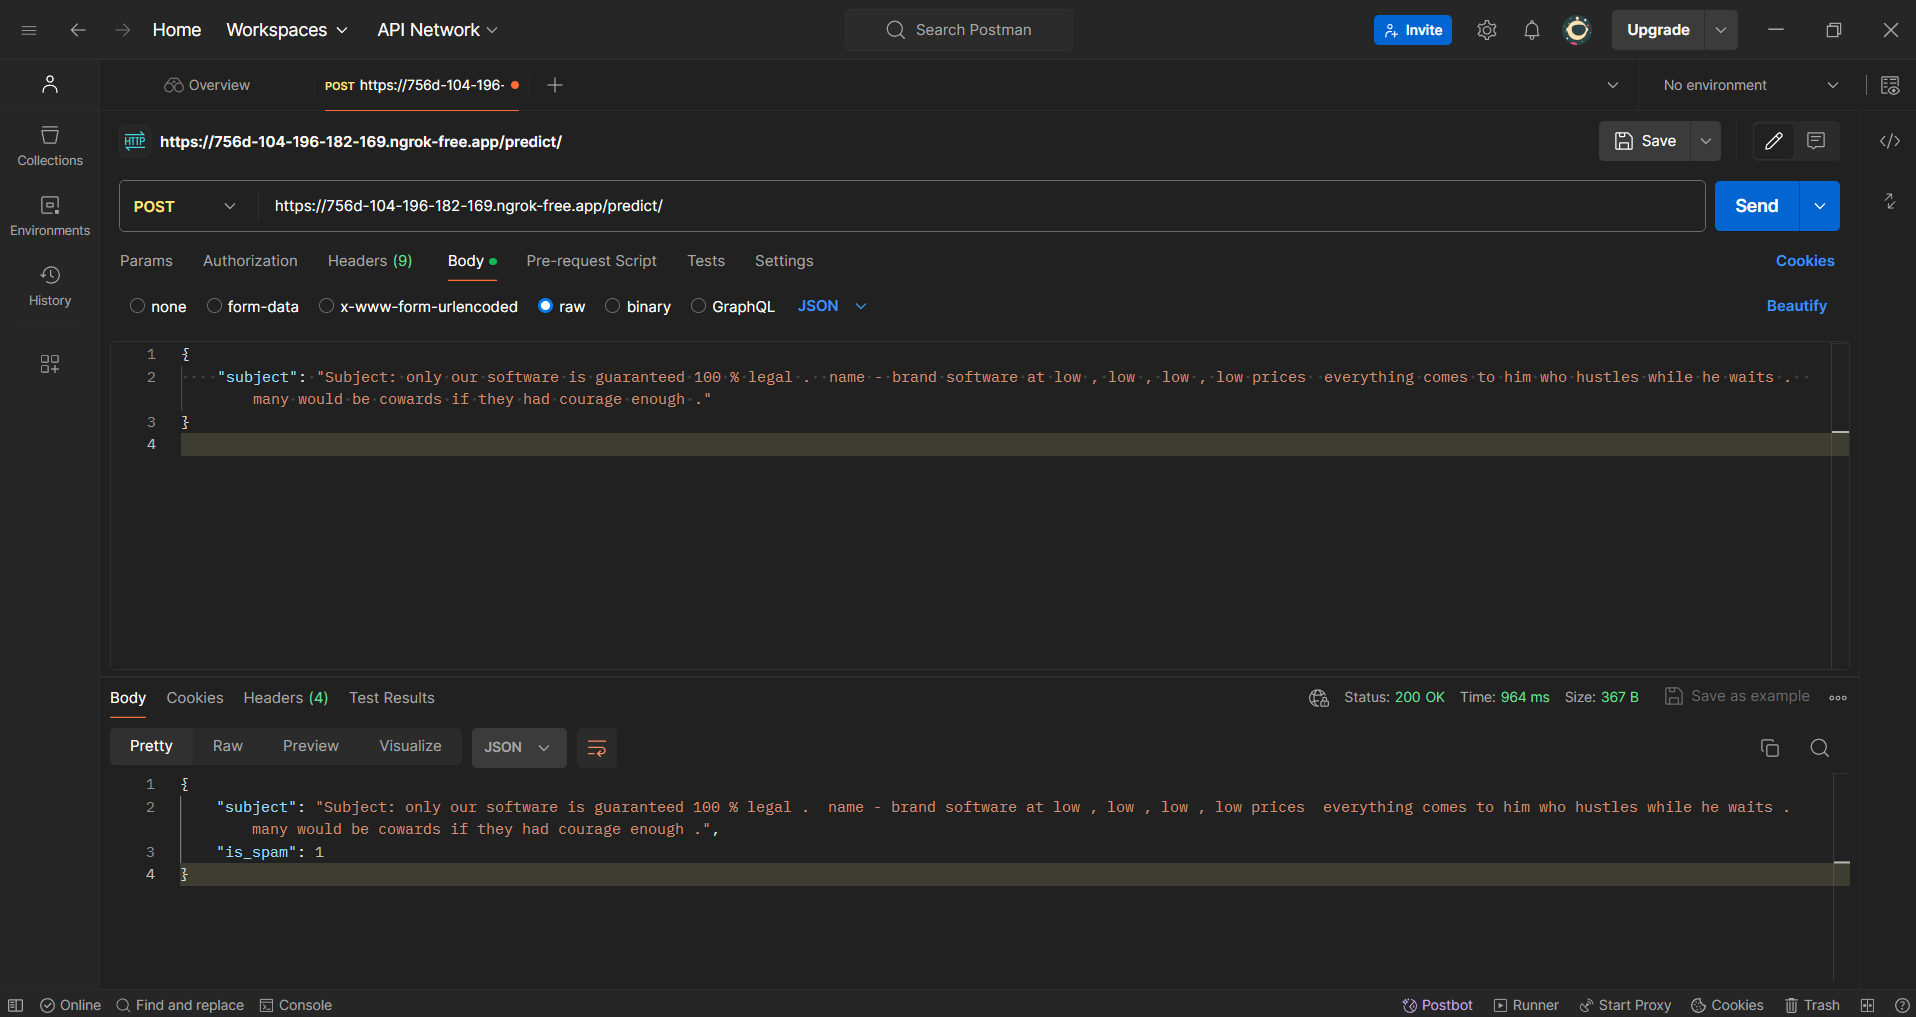 Home Workspaces API Network Search Postman Invite Upgrade
Overview POST https://756d-104-196- No environment
HTTP https://756d-104-196-182-169.ngrok-free.app/predict/ Save
Collections
POST https://756d-104-196-182-169.ngrok-free.app/predict/ Send
Environments
Params Authorization Headers (9) Body Pre-request Script Tests Settings Cookies
History
none form-data x-www-form-urlencoded raw binary GraphQL JSON Beautify
1 {
2 "subject": "Subject: only our software is guaranteed 100 % legal .  name - brand software at low , low , low , low prices  everything comes to him who hustles while he waits .
many would be cowards if they had courage enough ."
3 }
4
Body Cookies Headers (4) Test Results Status: 200 OK Time: 964 ms Size: 367 B Save as example
Pretty Raw Preview Visualize JSON
1 {
2 "subject": "Subject: only our software is guaranteed 100 % legal .  name - brand software at low , low , low , low prices  everything comes to him who hustles while he waits .
many would be cowards if they had courage enough .",
3 "is_spam": 1
4 }
Online Find and replace Console Postbot Runner Start Proxy Cookies Trash